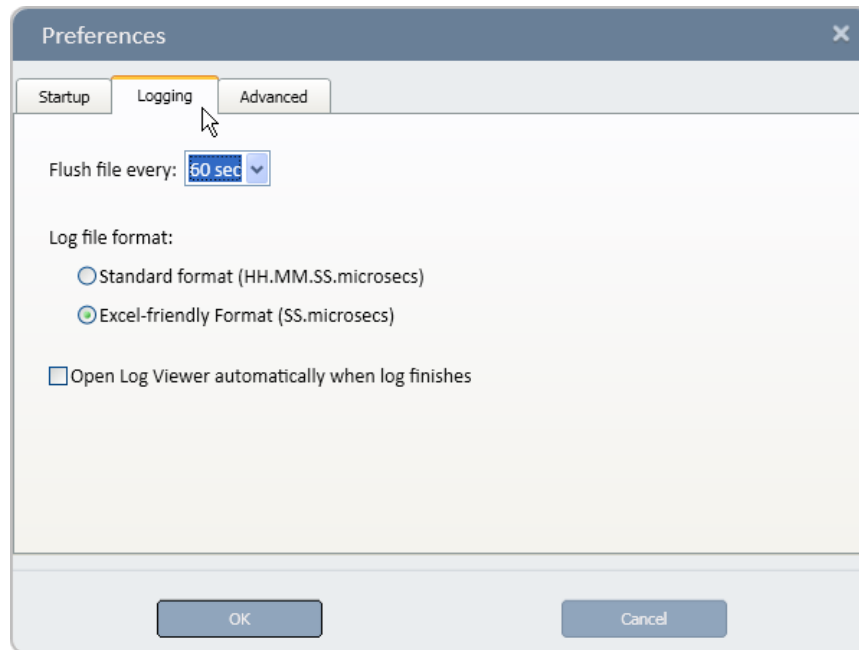 Preferences
Startup Logging Advanced
Flush file every: 60 sec
Log file format:
Standard format (HH.MM.SS.microsecs)
Excel-friendly Format (SS.microsecs)
Open Log Viewer automatically when log finishes
OK Cancel